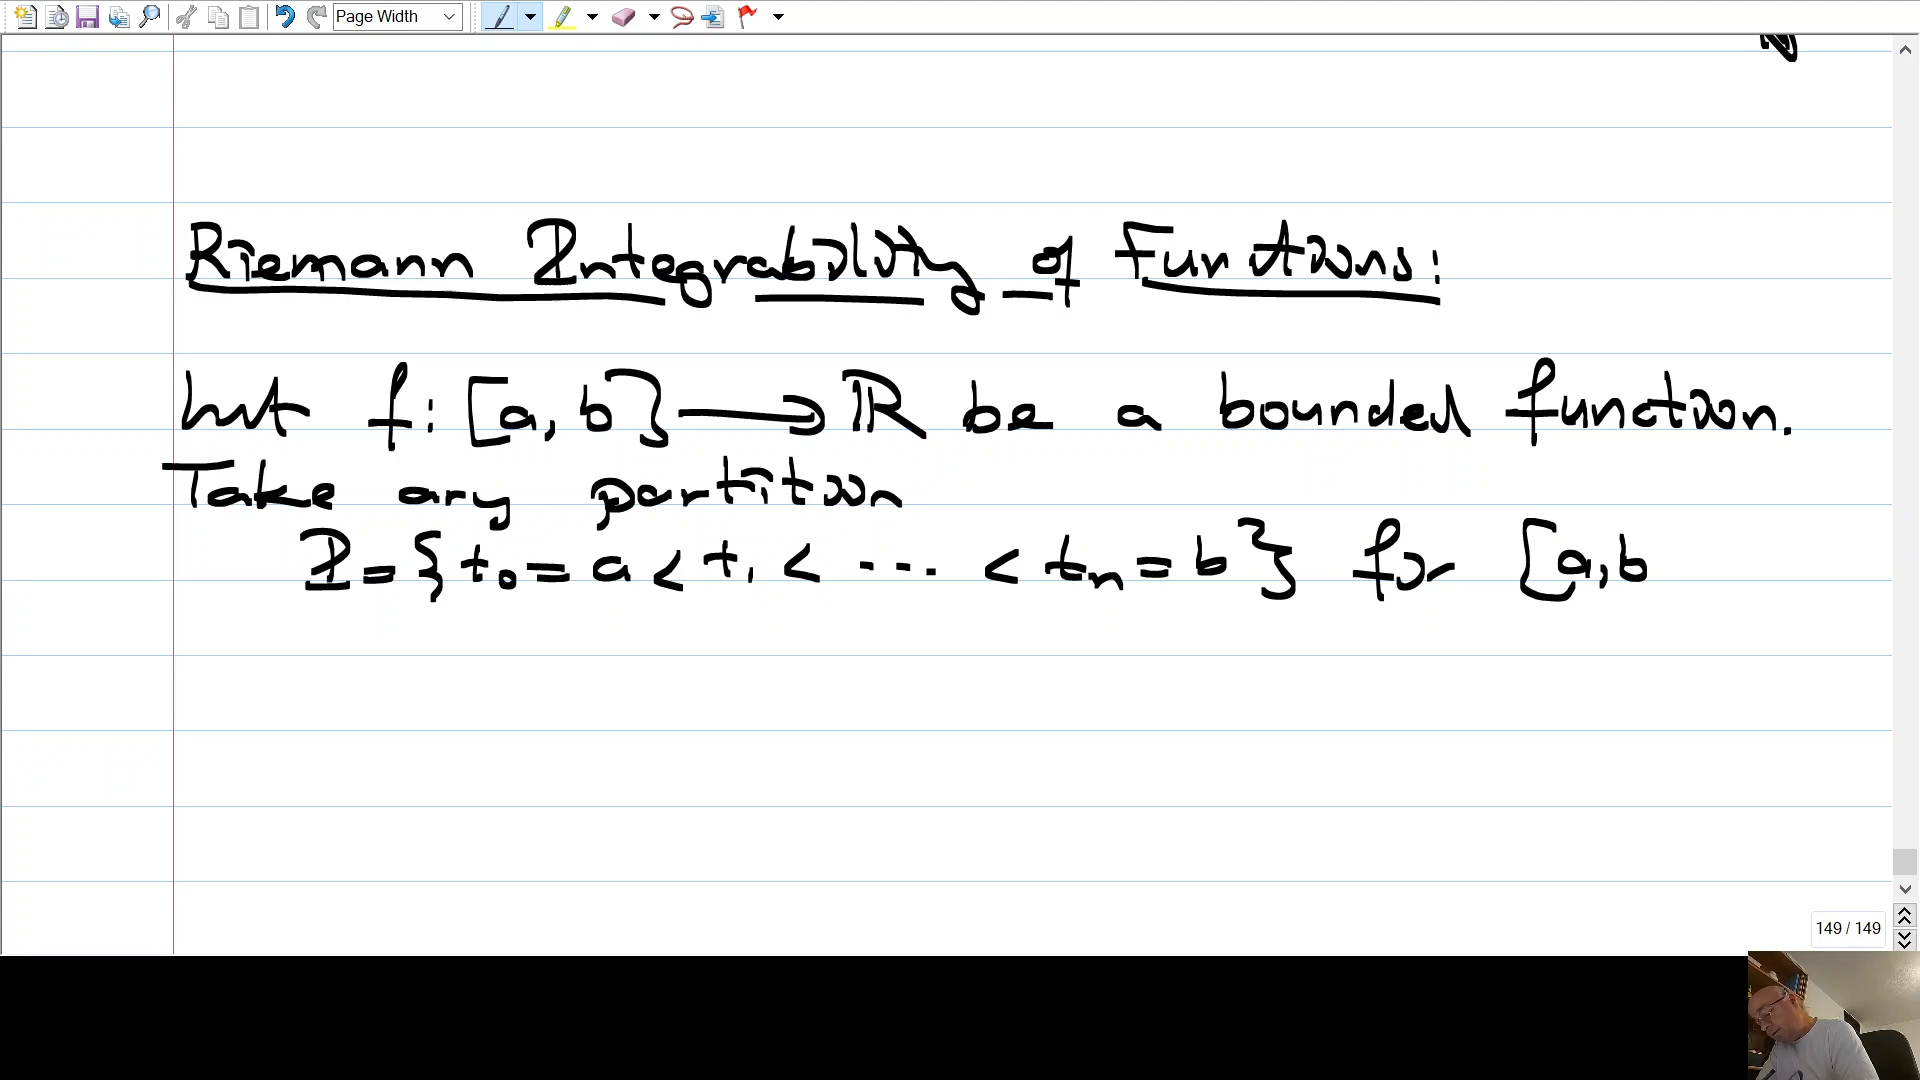 Page Width
Riemann Integrability of Functions:
Let f: [a, b] ⟶ ℝ be a bounded function.
Take any partition
P = { t₀ = a < t₁ < ... < tₙ = b } for [a, b
149 / 149